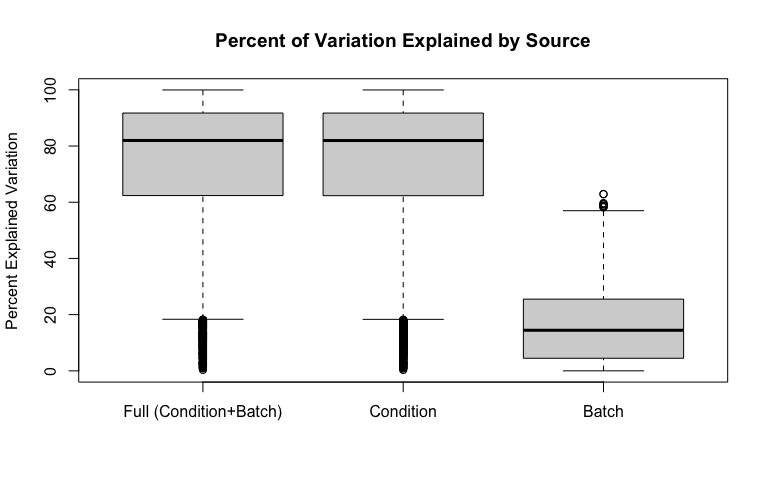 Percent of Variation Explained by Source
Percent Explained Variation
100
80
60
40
20
0
Full (Condition+Batch)
Condition
Batch